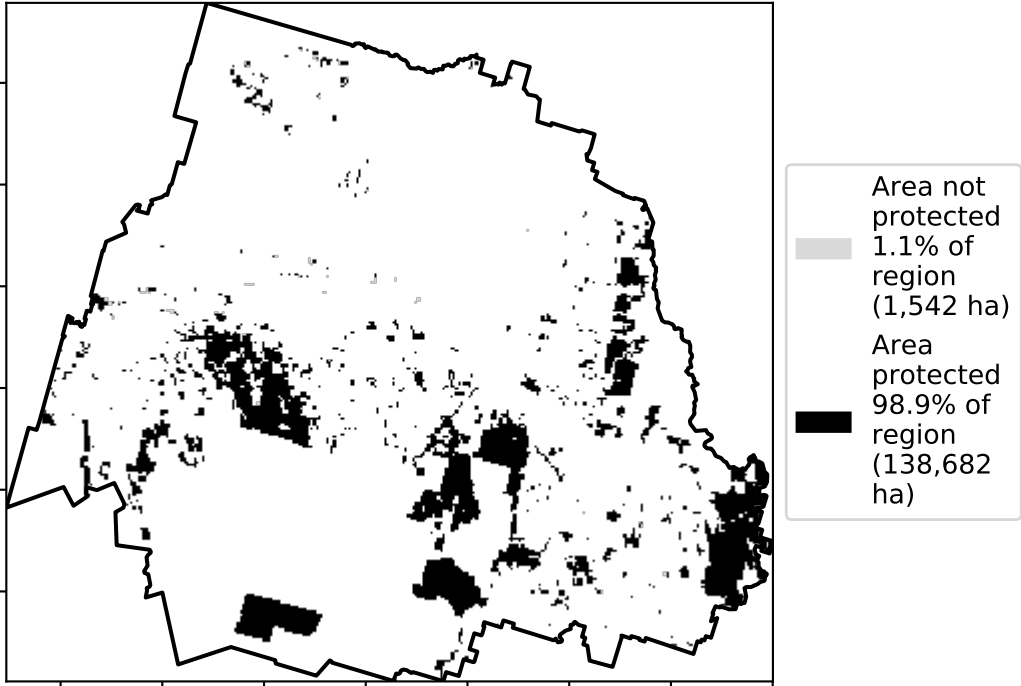 Area not
protected
1.1% of
region
(1,542 ha)
Area
protected
98.9% of
region
(138,682
ha)